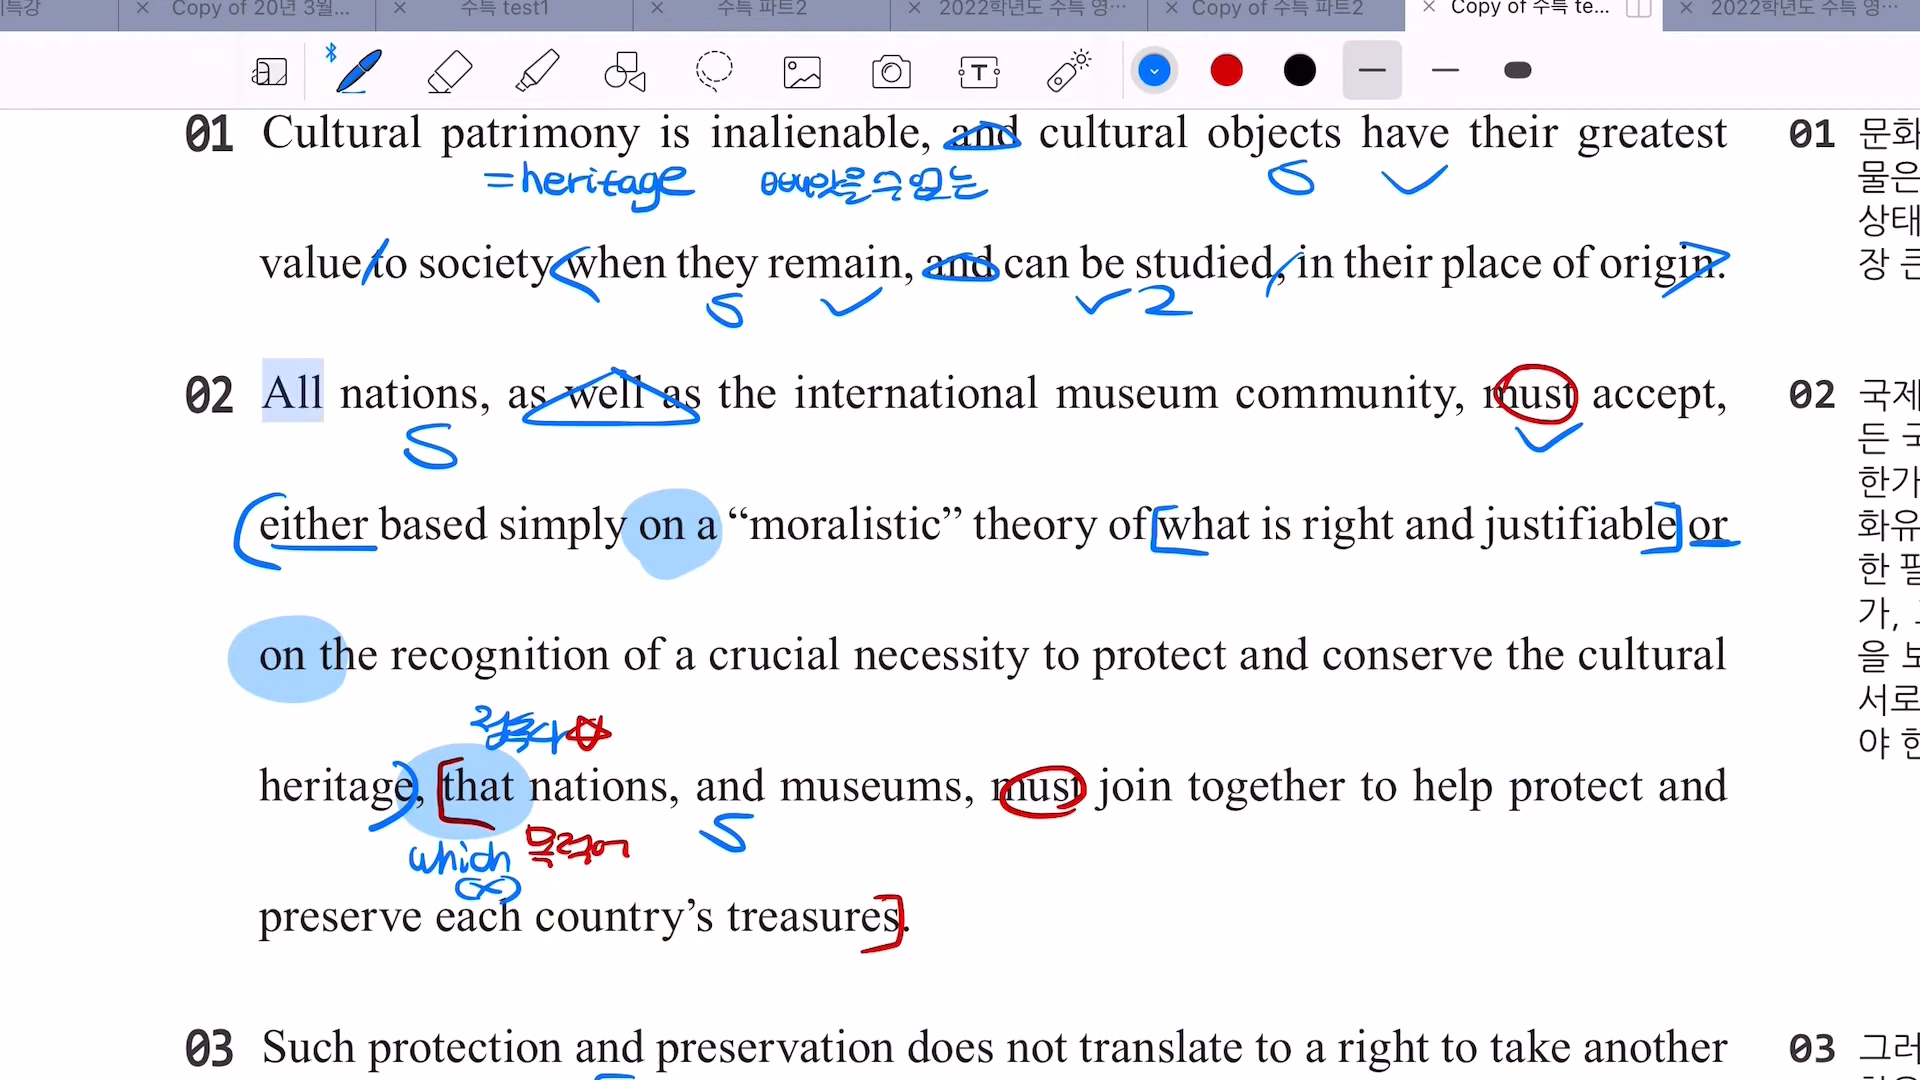 특강
Copy of 20년 3월...
수특 test1
수특 파트2
2022학년도 수특 영...
Copy of 수특 파트2
Copy of 수특 te...
2022학년도 수특 영...
01 Cultural patrimony is inalienable, and cultural objects have their greatest
=heritage 빼앗을 수 없는 S
value to society when they remain, and can be studied, in their place of origin.
S 2
02 All nations, as well as the international museum community, must accept,
S
either based simply on a “moralistic” theory of what is right and justifiable or
on the recognition of a crucial necessity to protect and conserve the cultural
접속사
heritage, that nations, and museums, must join together to help protect and
which 목적어 S
(X)
preserve each country’s treasures.
03 Such protection and preservation does not translate to a right to take another
01 문화
물은
상태
장 큰
02 국제
든 국
한가
화유
한 필
가,
을 보
서로
야 한
03 그러